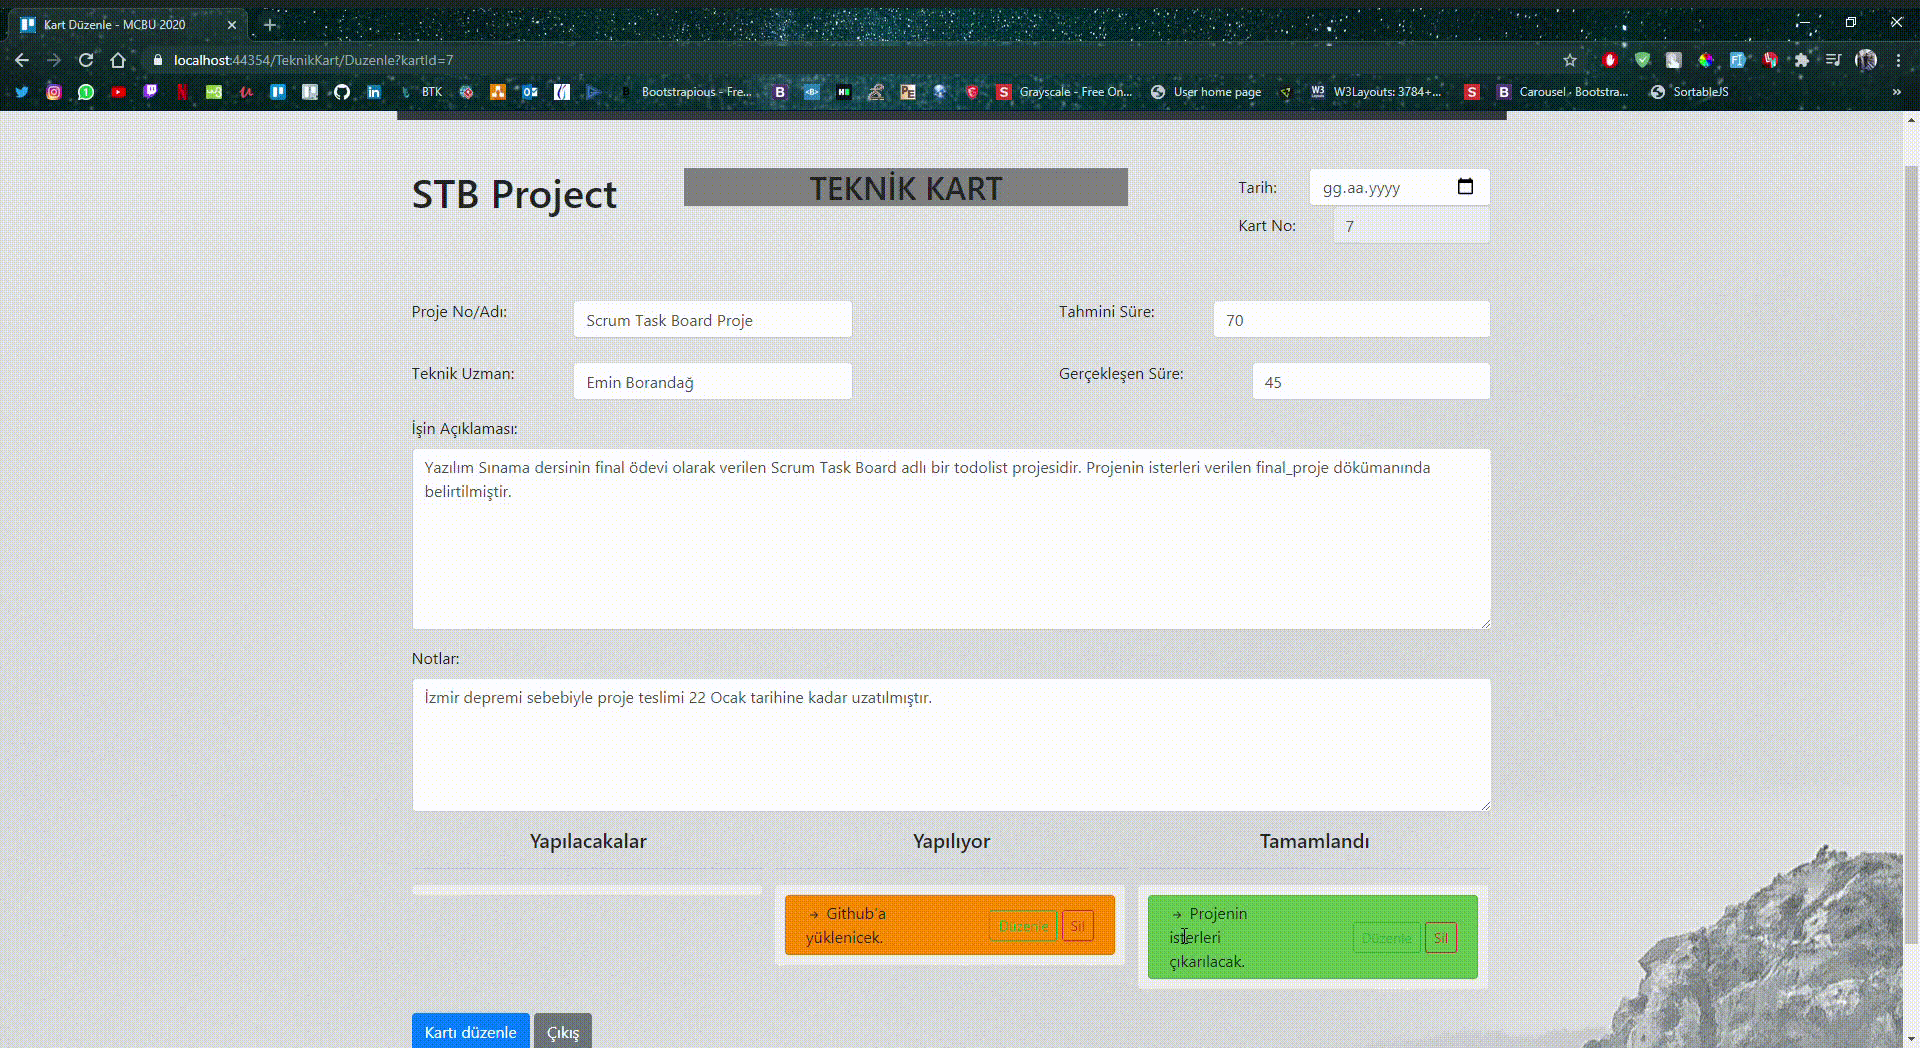 Kart Düzenle - MCBU 2020
localhost:44354/TeknikKart/Duzenle?kartId=7
BTK
Bootstrapious - Fre...
Grayscale - Free On...
User home page
W3Layouts: 3784+...
Carousel · Bootstra...
SortableJS
STB Project
TEKNİK KART
Tarih:
gg.aa.yyyy
Kart No:
7
Proje No/Adı:
Scrum Task Board Proje
Tahmini Süre:
70
Teknik Uzman:
Emin Borandağ
Gerçekleşen Süre:
45
İşin Açıklaması:
Yazılım Sınama dersinin final ödevi olarak verilen Scrum Task Board adlı bir todolist projesidir. Projenin isterleri verilen final_proje dökümanında
belirtilmiştir.
Notlar:
İzmir depremi sebebiyle proje teslimi 22 Ocak tarihine kadar uzatılmıştır.
Yapılacakalar
Yapılıyor
Tamamlandı
→ Github'a
yüklenicek.
Düzenle
Sil
→ Projenin
isterleri
çıkarılacak.
Düzenle
Sil
Kartı düzenle
Çıkış